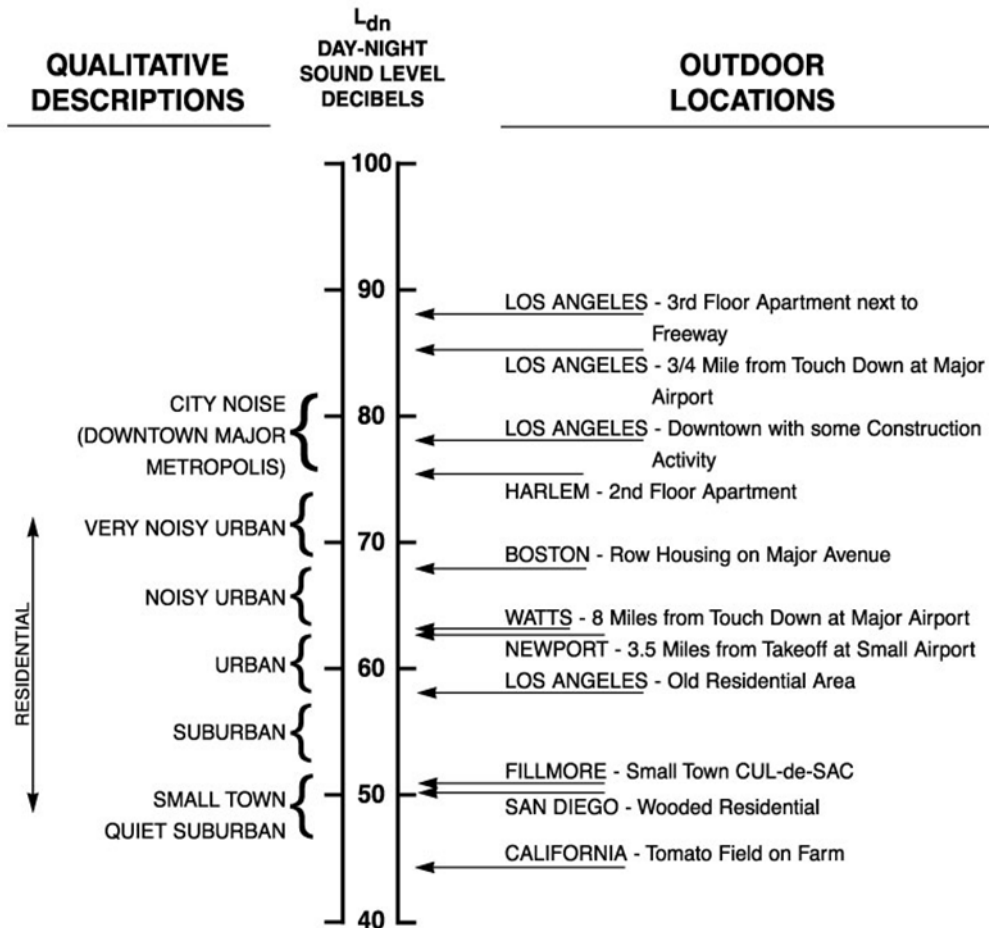 QUALITATIVE
DESCRIPTIONS
Ldn
DAY-NIGHT
SOUND LEVEL
DECIBELS
OUTDOOR
LOCATIONS
100
90
80
70
60
50
40
CITY NOISE
(DOWNTOWN MAJOR
METROPOLIS)
VERY NOISY URBAN
NOISY URBAN
URBAN
SUBURBAN
SMALL TOWN
QUIET SUBURBAN
RESIDENTIAL
LOS ANGELES - 3rd Floor Apartment next to
Freeway
LOS ANGELES - 3/4 Mile from Touch Down at Major
Airport
LOS ANGELES - Downtown with some Construction
Activity
HARLEM - 2nd Floor Apartment
BOSTON - Row Housing on Major Avenue
WATTS - 8 Miles from Touch Down at Major Airport
NEWPORT - 3.5 Miles from Takeoff at Small Airport
LOS ANGELES - Old Residential Area
FILLMORE - Small Town CUL-de-SAC
SAN DIEGO - Wooded Residential
CALIFORNIA - Tomato Field on Farm